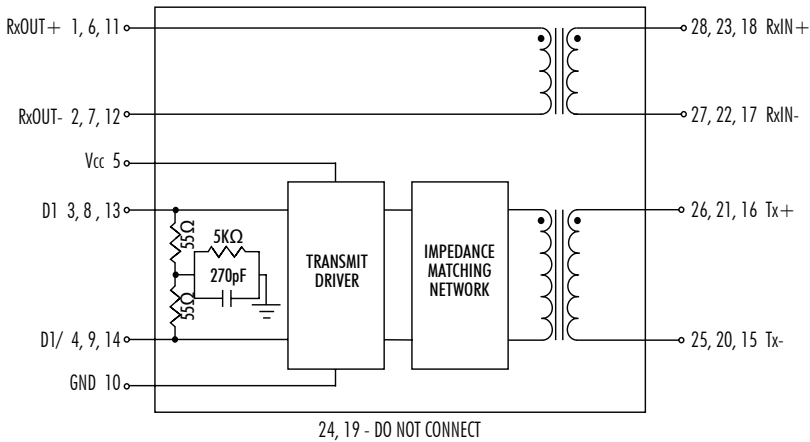 RxOUT+ 1, 6, 11
28, 23, 18 RxIN+
RxOUT- 2, 7, 12
27, 22, 17 RxIN-
Vcc 5
D1 3, 8 , 13
26, 21, 16 Tx+
55Ω
5KΩ
270pF
55Ω
TRANSMIT
DRIVER
IMPEDANCE
MATCHING
NETWORK
D1/ 4, 9, 14
25, 20, 15 Tx-
GND 10
24, 19 - DO NOT CONNECT